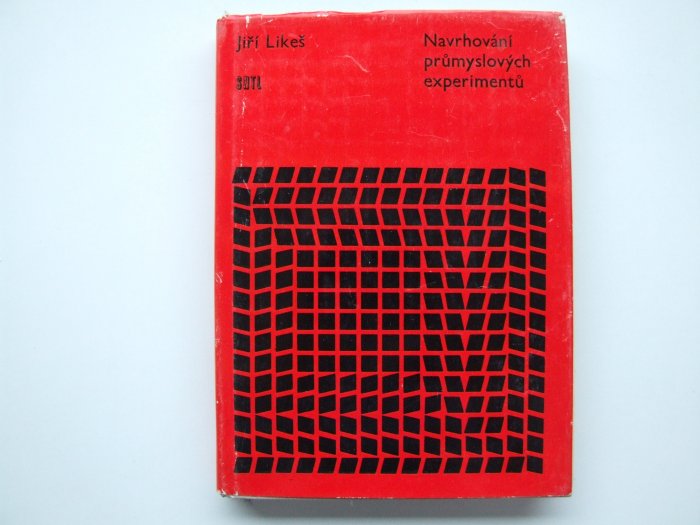 Jiří Likeš
SNTL
Navrhování
průmyslových
experimentů